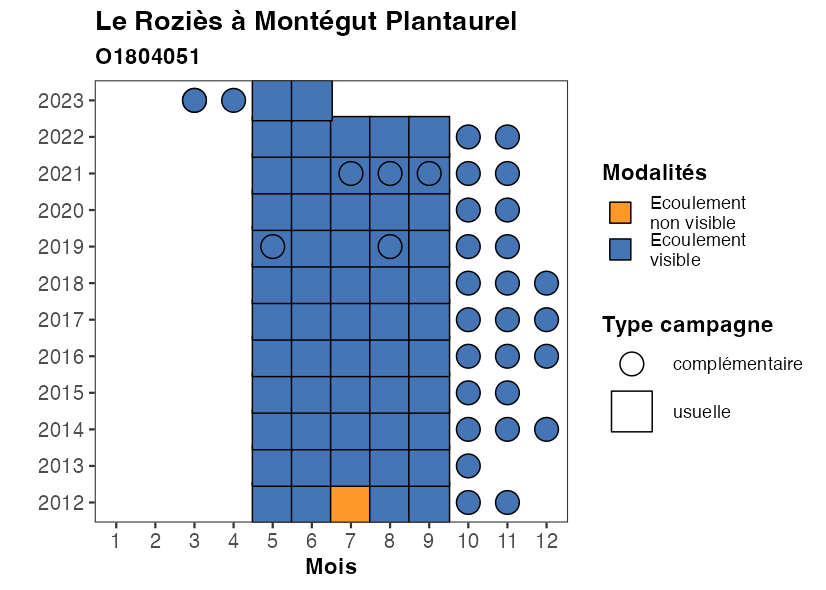 Le Roziès à Montégut Plantaurel
O1804051
2023
2022
2021
2020
2019
2018
2017
2016
2015
2014
2013
2012
1 2 3 4 5 6 7 8 9 10 11 12
Mois
Modalités
Ecoulement
non visible
Ecoulement
visible
Type campagne
complémentaire
usuelle